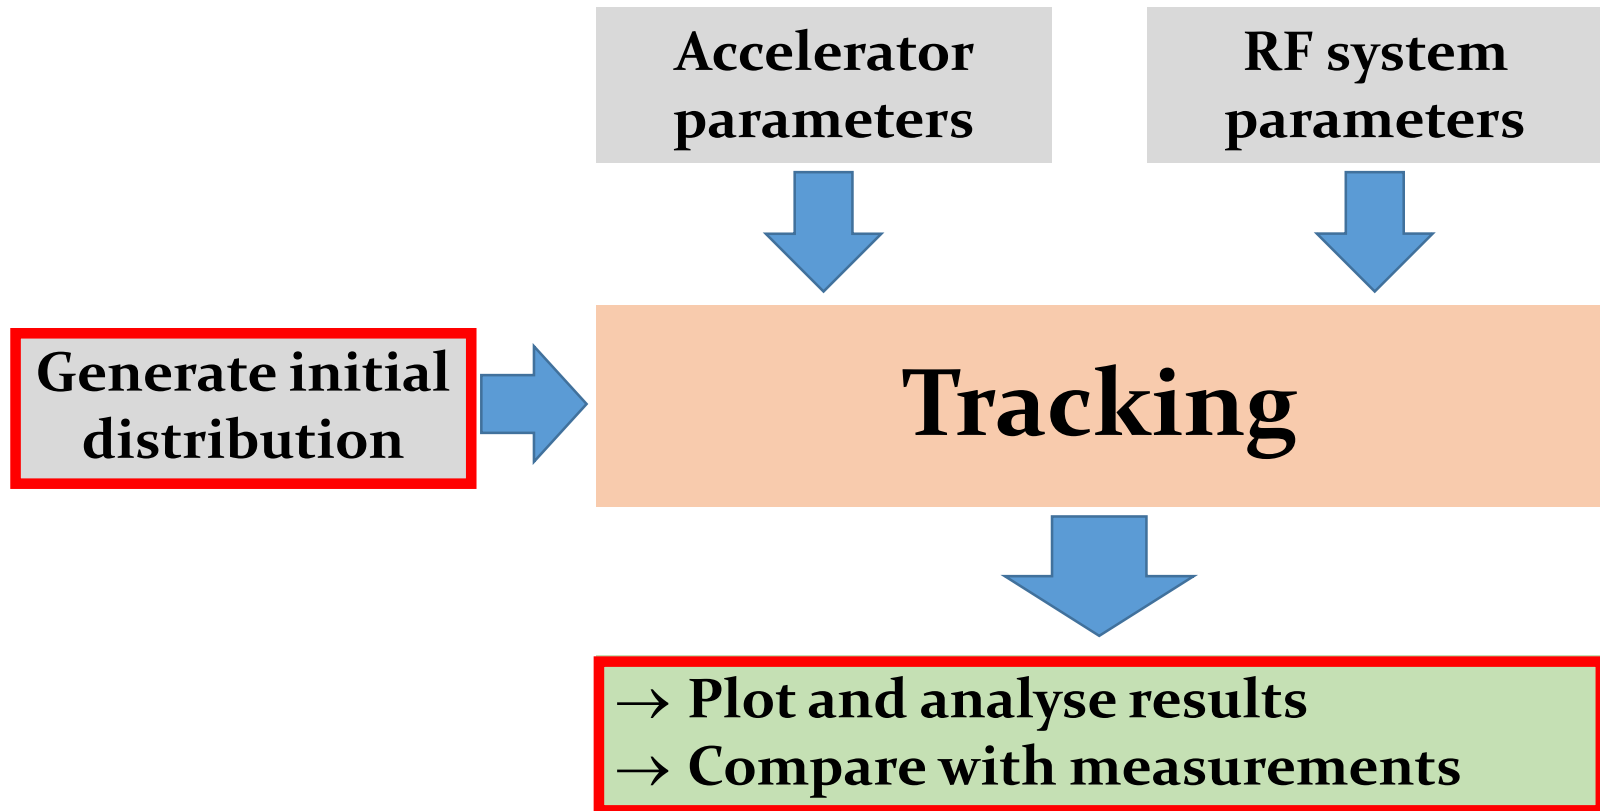 Accelerator
parameters
RF system
parameters
Generate initial
distribution
Tracking
→ Plot and analyse results
→ Compare with measurements